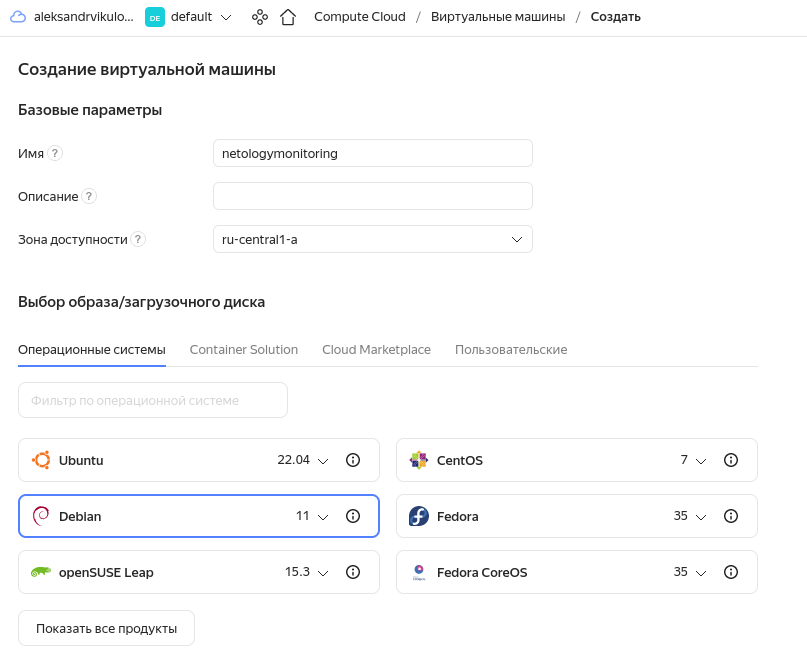 aleksandrvikulo... DE default Compute Cloud / Виртуальные машины / Создать
Создание виртуальной машины
Базовые параметры
Имя ? netologymonitoring
Описание ?
Зона доступности ? ru-central1-a
Выбор образа/загрузочного диска
Операционные системы Container Solution Cloud Marketplace Пользовательские
Фильтр по операционной системе
Ubuntu 22.04 CentOS 7
Debian 11 Fedora 35
openSUSE Leap 15.3 Fedora CoreOS 35
Показать все продукты